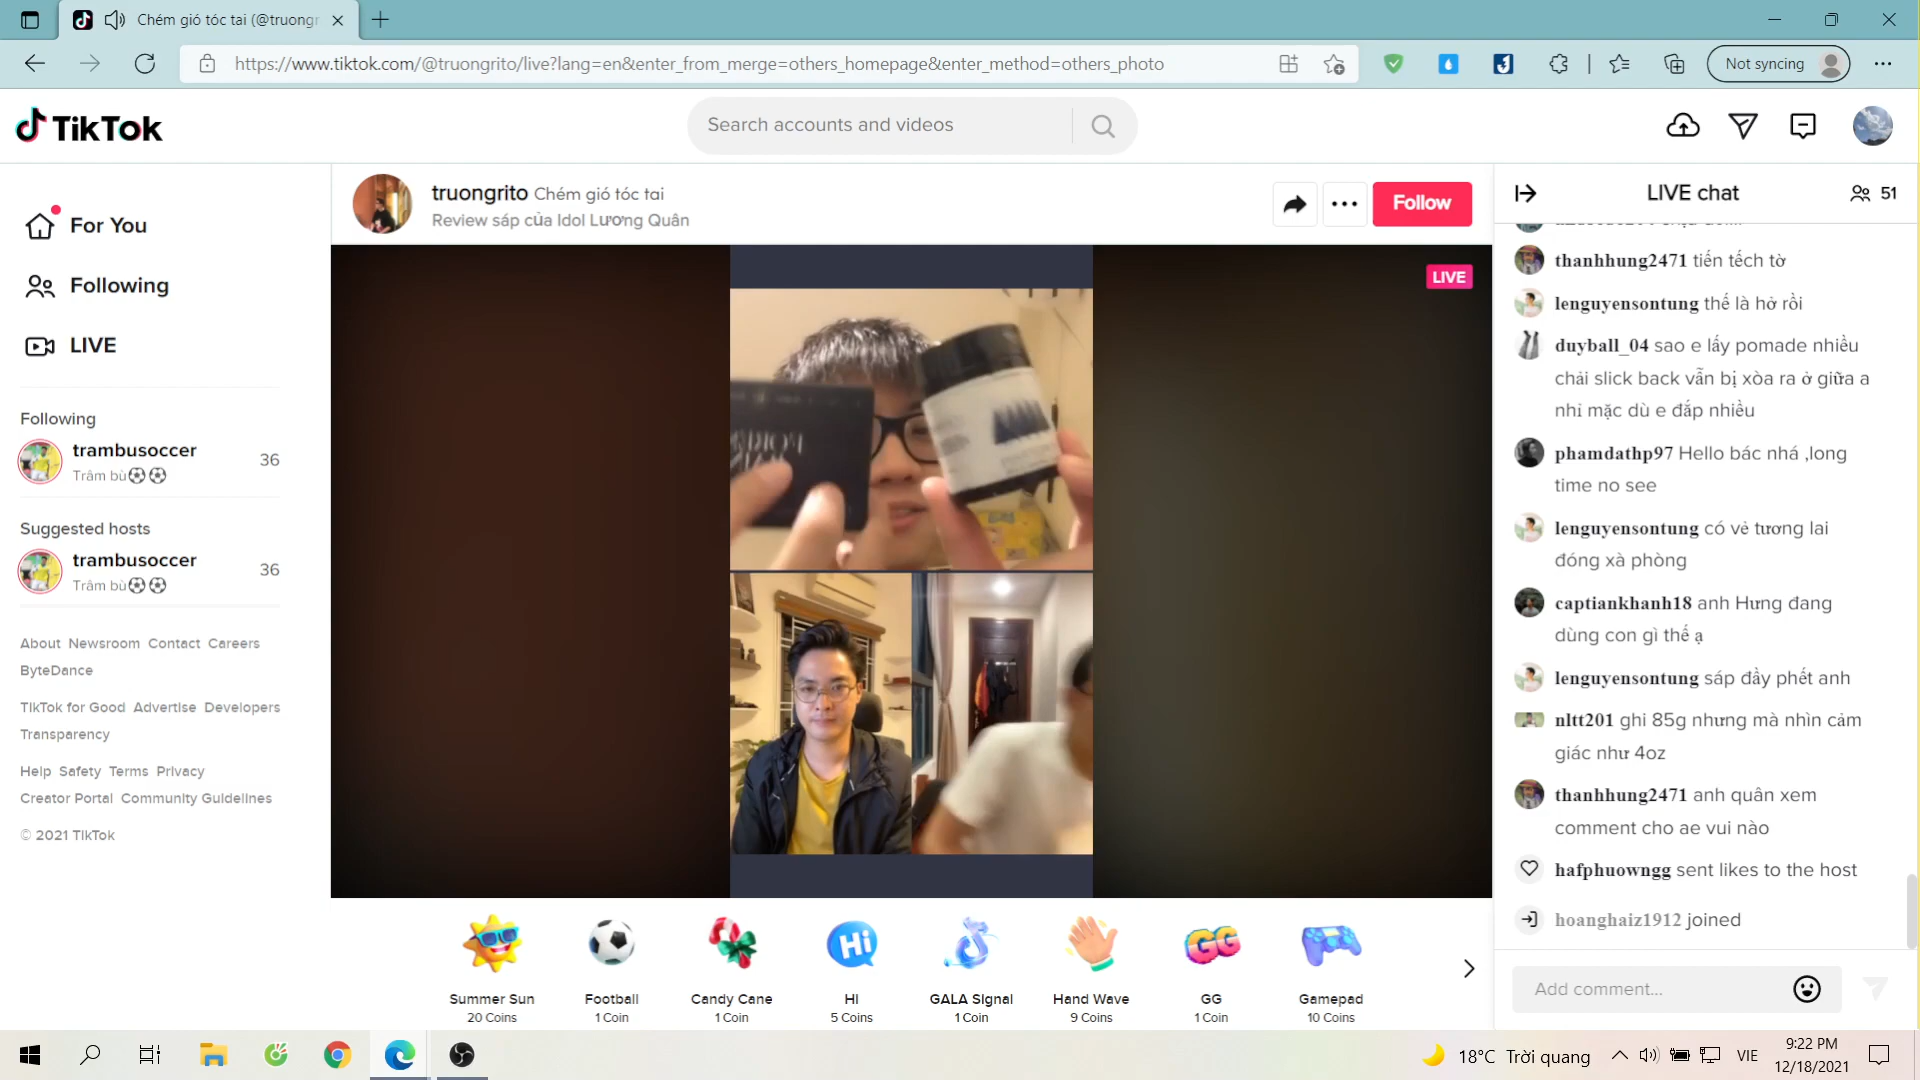 Chém gió tóc tai (@truongr
https://www.tiktok.com/@truongrito/live?lang=en&enter_from_merge=others_homepage&enter_method=others_photo
Not syncing
TikTok
Search accounts and videos
For You
Following
LIVE
Following
trambusoccer
Trâm bù⚽⚽
36
Suggested hosts
trambusoccer
Trâm bù⚽⚽
36
About Newsroom Contact Careers
ByteDance
TikTok for Good Advertise Developers
Transparency
Help Safety Terms Privacy
Creator Portal Community Guidelines
© 2021 TikTok
truongrito Chém gió tóc tai
Review sáp của Idol Lương Quân
Follow
LIVE
Summer Sun
20 Coins
Football
1 Coin
Candy Cane
1 Coin
Hi
HI
5 Coins
GALA Signal
1 Coin
Hand Wave
9 Coins
GG
GG
1 Coin
Gamepad
10 Coins
LIVE chat
51
thanhhung2471 tiến tếch tờ
lenguyensontung thế là hở rồi
duyball_04 sao e lấy pomade nhiều
chải slick back vẫn bị xòa ra ở giữa a
nhỉ mặc dù e đắp nhiều
phamdathp97 Hello bác nhá ,long
time no see
lenguyensontung có vẻ tương lai
đóng xà phòng
captiankhanh18 anh Hưng đang
dùng con gì thế ạ
lenguyensontung sáp đầy phết anh
nltt201 ghi 85g nhưng mà nhìn cảm
giác như 4oz
thanhhung2471 anh quân xem
comment cho ae vui nào
hafphuowngg sent likes to the host
hoanghaiz1912 joined
Add comment...
18°C Trời quang
VIE
9:22 PM
12/18/2021